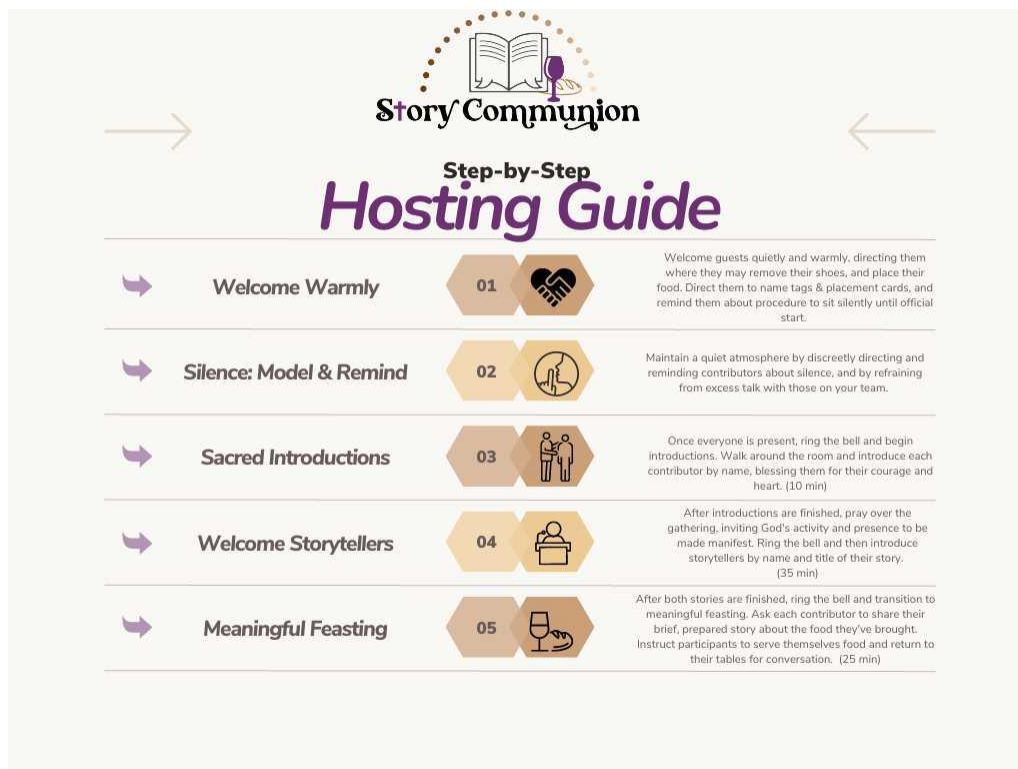 Story Communion
Step-by-Step
Hosting Guide
Welcome Warmly
01
Welcome guests quietly and warmly, directing them
where they may remove their shoes, and place their
food. Direct them to name tags & placement cards, and
remind them about procedure to sit silently until official
start.
Silence: Model & Remind
02
Maintain a quiet atmosphere by discreetly directing and
reminding contributors about silence, and by refraining
from excess talk with those on your team.
Sacred Introductions
03
Once everyone is present, ring the bell and begin
introductions. Walk around the room and introduce each
contributor by name, blessing them for their courage and
heart. (10 min)
Welcome Storytellers
04
After introductions are finished, pray over the
gathering, inviting God's activity and presence to be
made manifest. Ring the bell and then introduce
storytellers by name and title of their story.
(35 min)
Meaningful Feasting
05
After both stories are finished, ring the bell and transition to
meaningful feasting. Ask each contributor to share their
brief, prepared story about the food they've brought.
Instruct participants to serve themselves food and return to
their tables for conversation. (25 min)